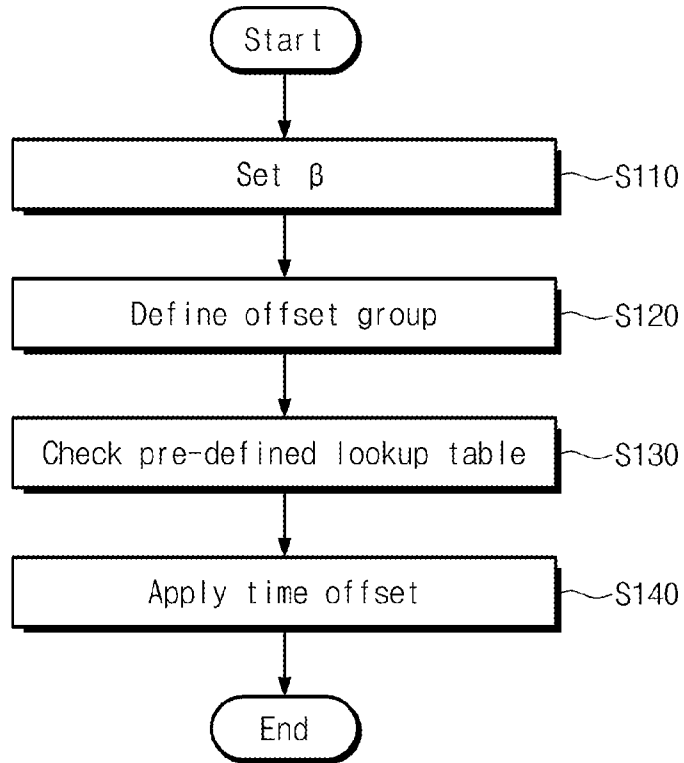 Start
Set β
S110
Define offset group
S120
Check pre-defined lookup table
S130
Apply time offset
S140
End